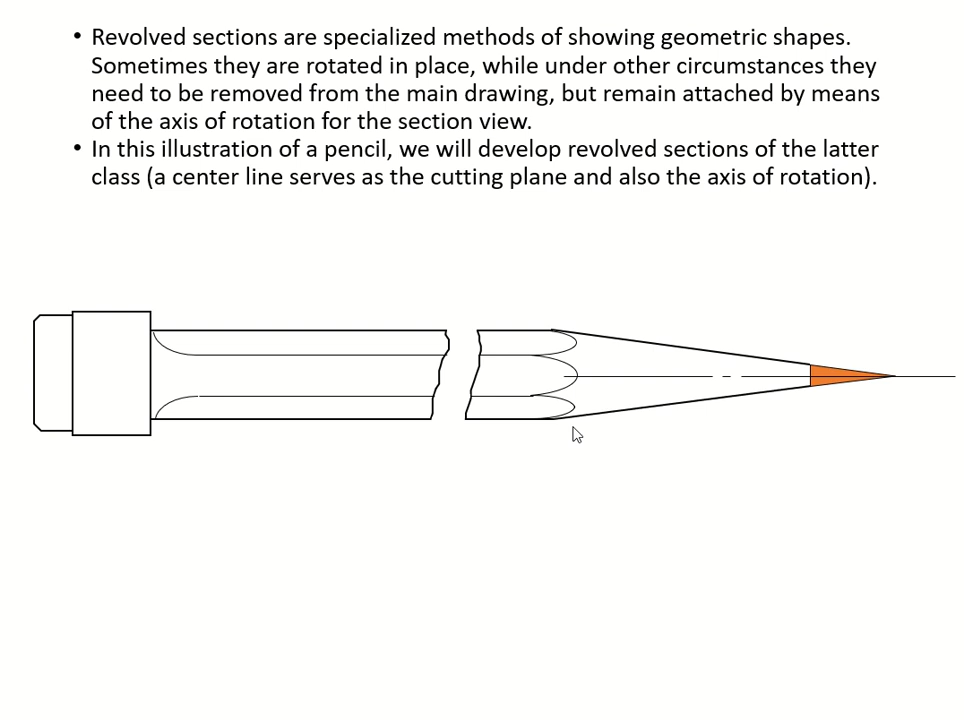 • Revolved sections are specialized methods of showing geometric shapes.
Sometimes they are rotated in place, while under other circumstances they
need to be removed from the main drawing, but remain attached by means
of the axis of rotation for the section view.
• In this illustration of a pencil, we will develop revolved sections of the latter
class (a center line serves as the cutting plane and also the axis of rotation).